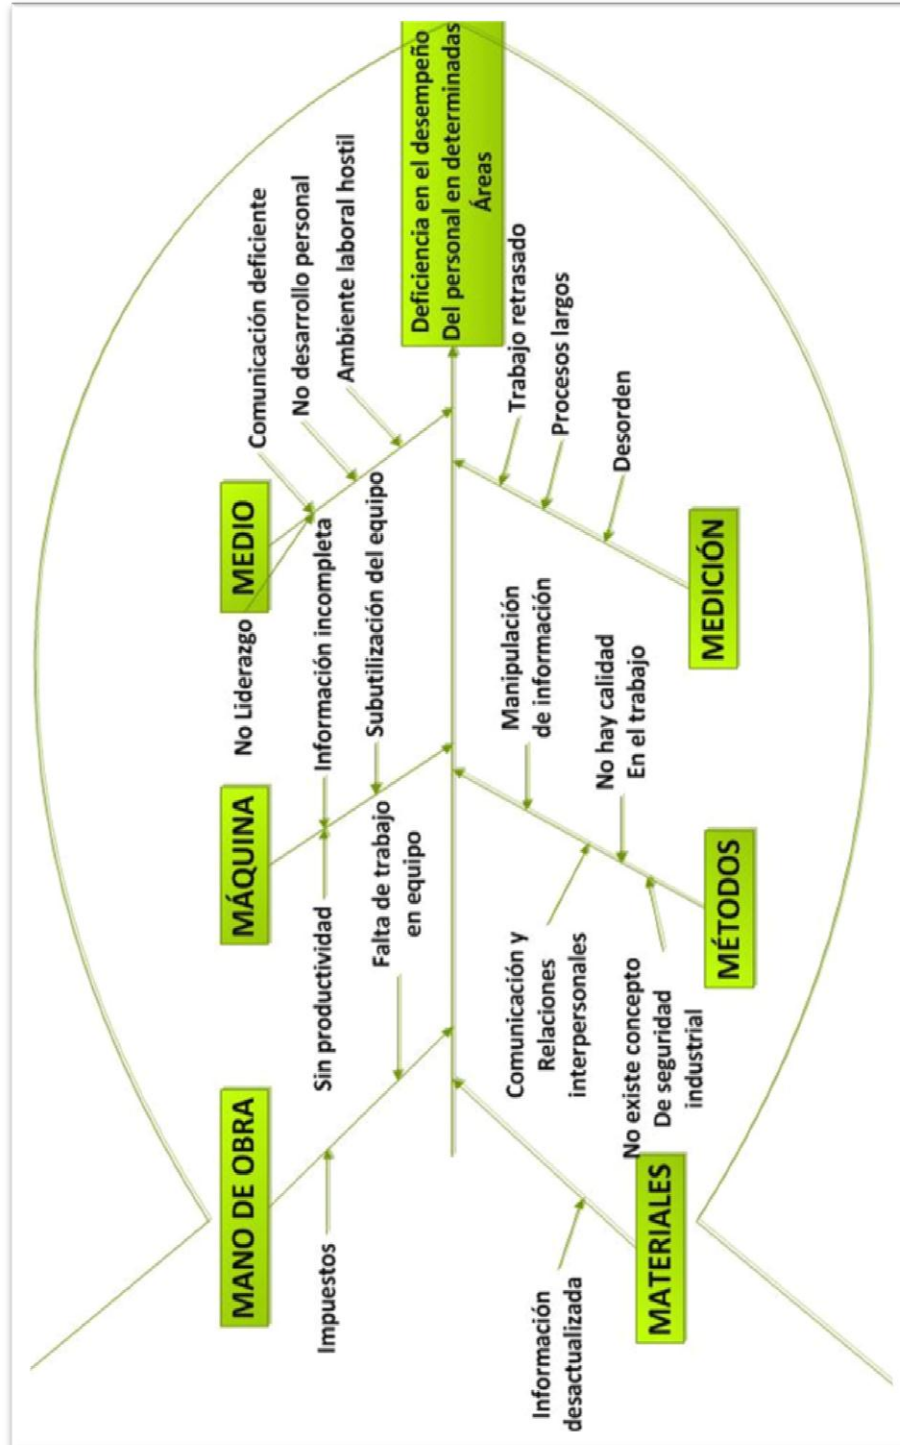 MANO DE OBRA
Impuestos
Falta de trabajo
en equipo
MÁQUINA
Sin productividad
Información incompleta
Subutilización del equipo
MEDIO
No Liderazgo
Comunicación deficiente
No desarrollo personal
Ambiente laboral hostil
Deficiencia en el desempeño
Del personal en determinadas
Áreas
MATERIALES
Información
desactualizada
MÉTODOS
Comunicación y
Relaciones
interpersonales
No existe concepto
De seguridad
industrial
Manipulación
de información
No hay calidad
En el trabajo
MEDICIÓN
Trabajo retrasado
Procesos largos
Desorden